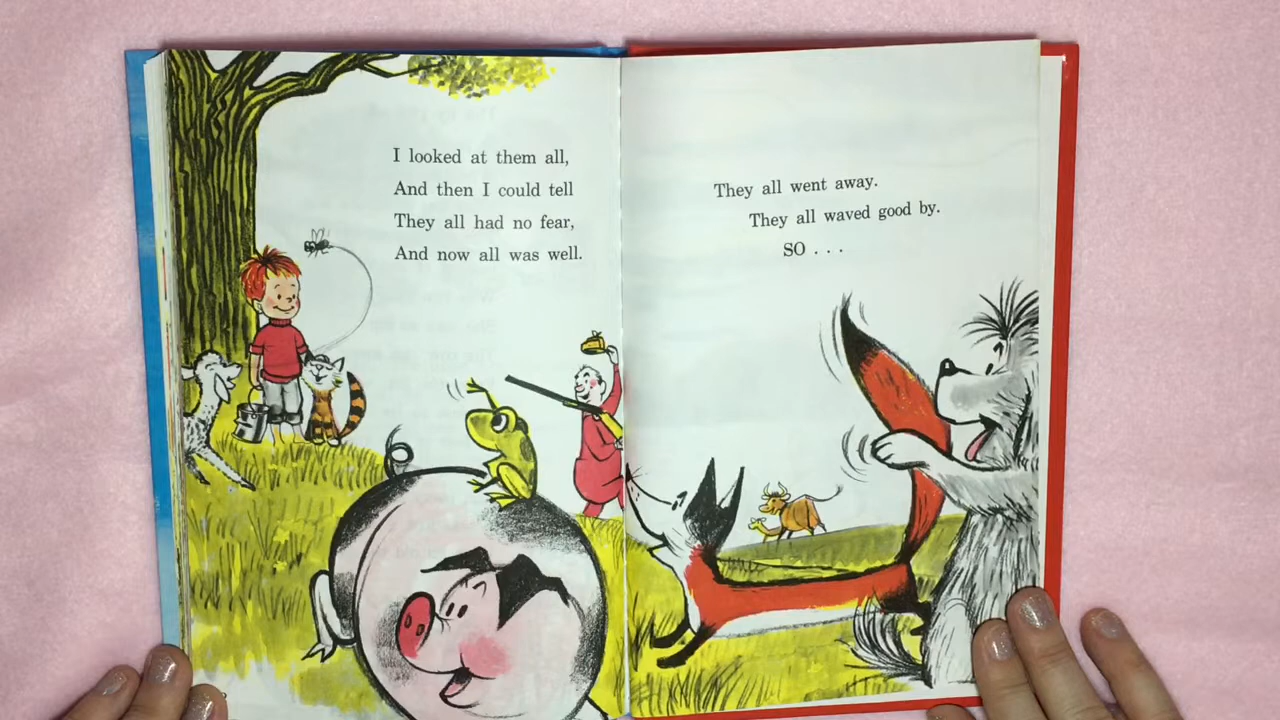 I looked at them all,
And then I could tell
They all had no fear,
And now all was well.
They all went away.
They all waved good by.
SO . . .